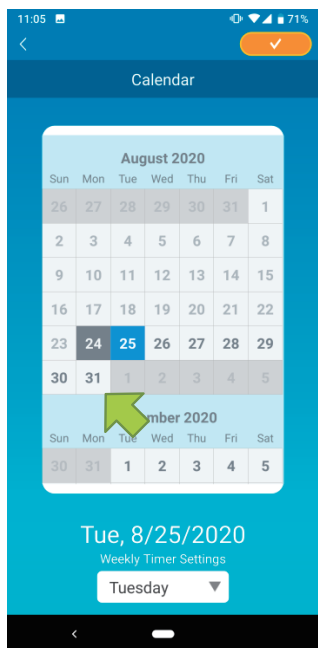 11:05 71%
Calendar
August 2020
Sun Mon Tue Wed Thu Fri Sat
26 27 28 29 30 31 1
2 3 4 5 6 7 8
9 10 11 12 13 14 15
16 17 18 19 20 21 22
23 24 25 26 27 28 29
30 31 1 2 3 4 5
mber 2020
Sun Mon Tue Wed Thu Fri Sat
30 31 1 2 3 4 5
Tue, 8/25/2020
Weekly Timer Settings
Tuesday